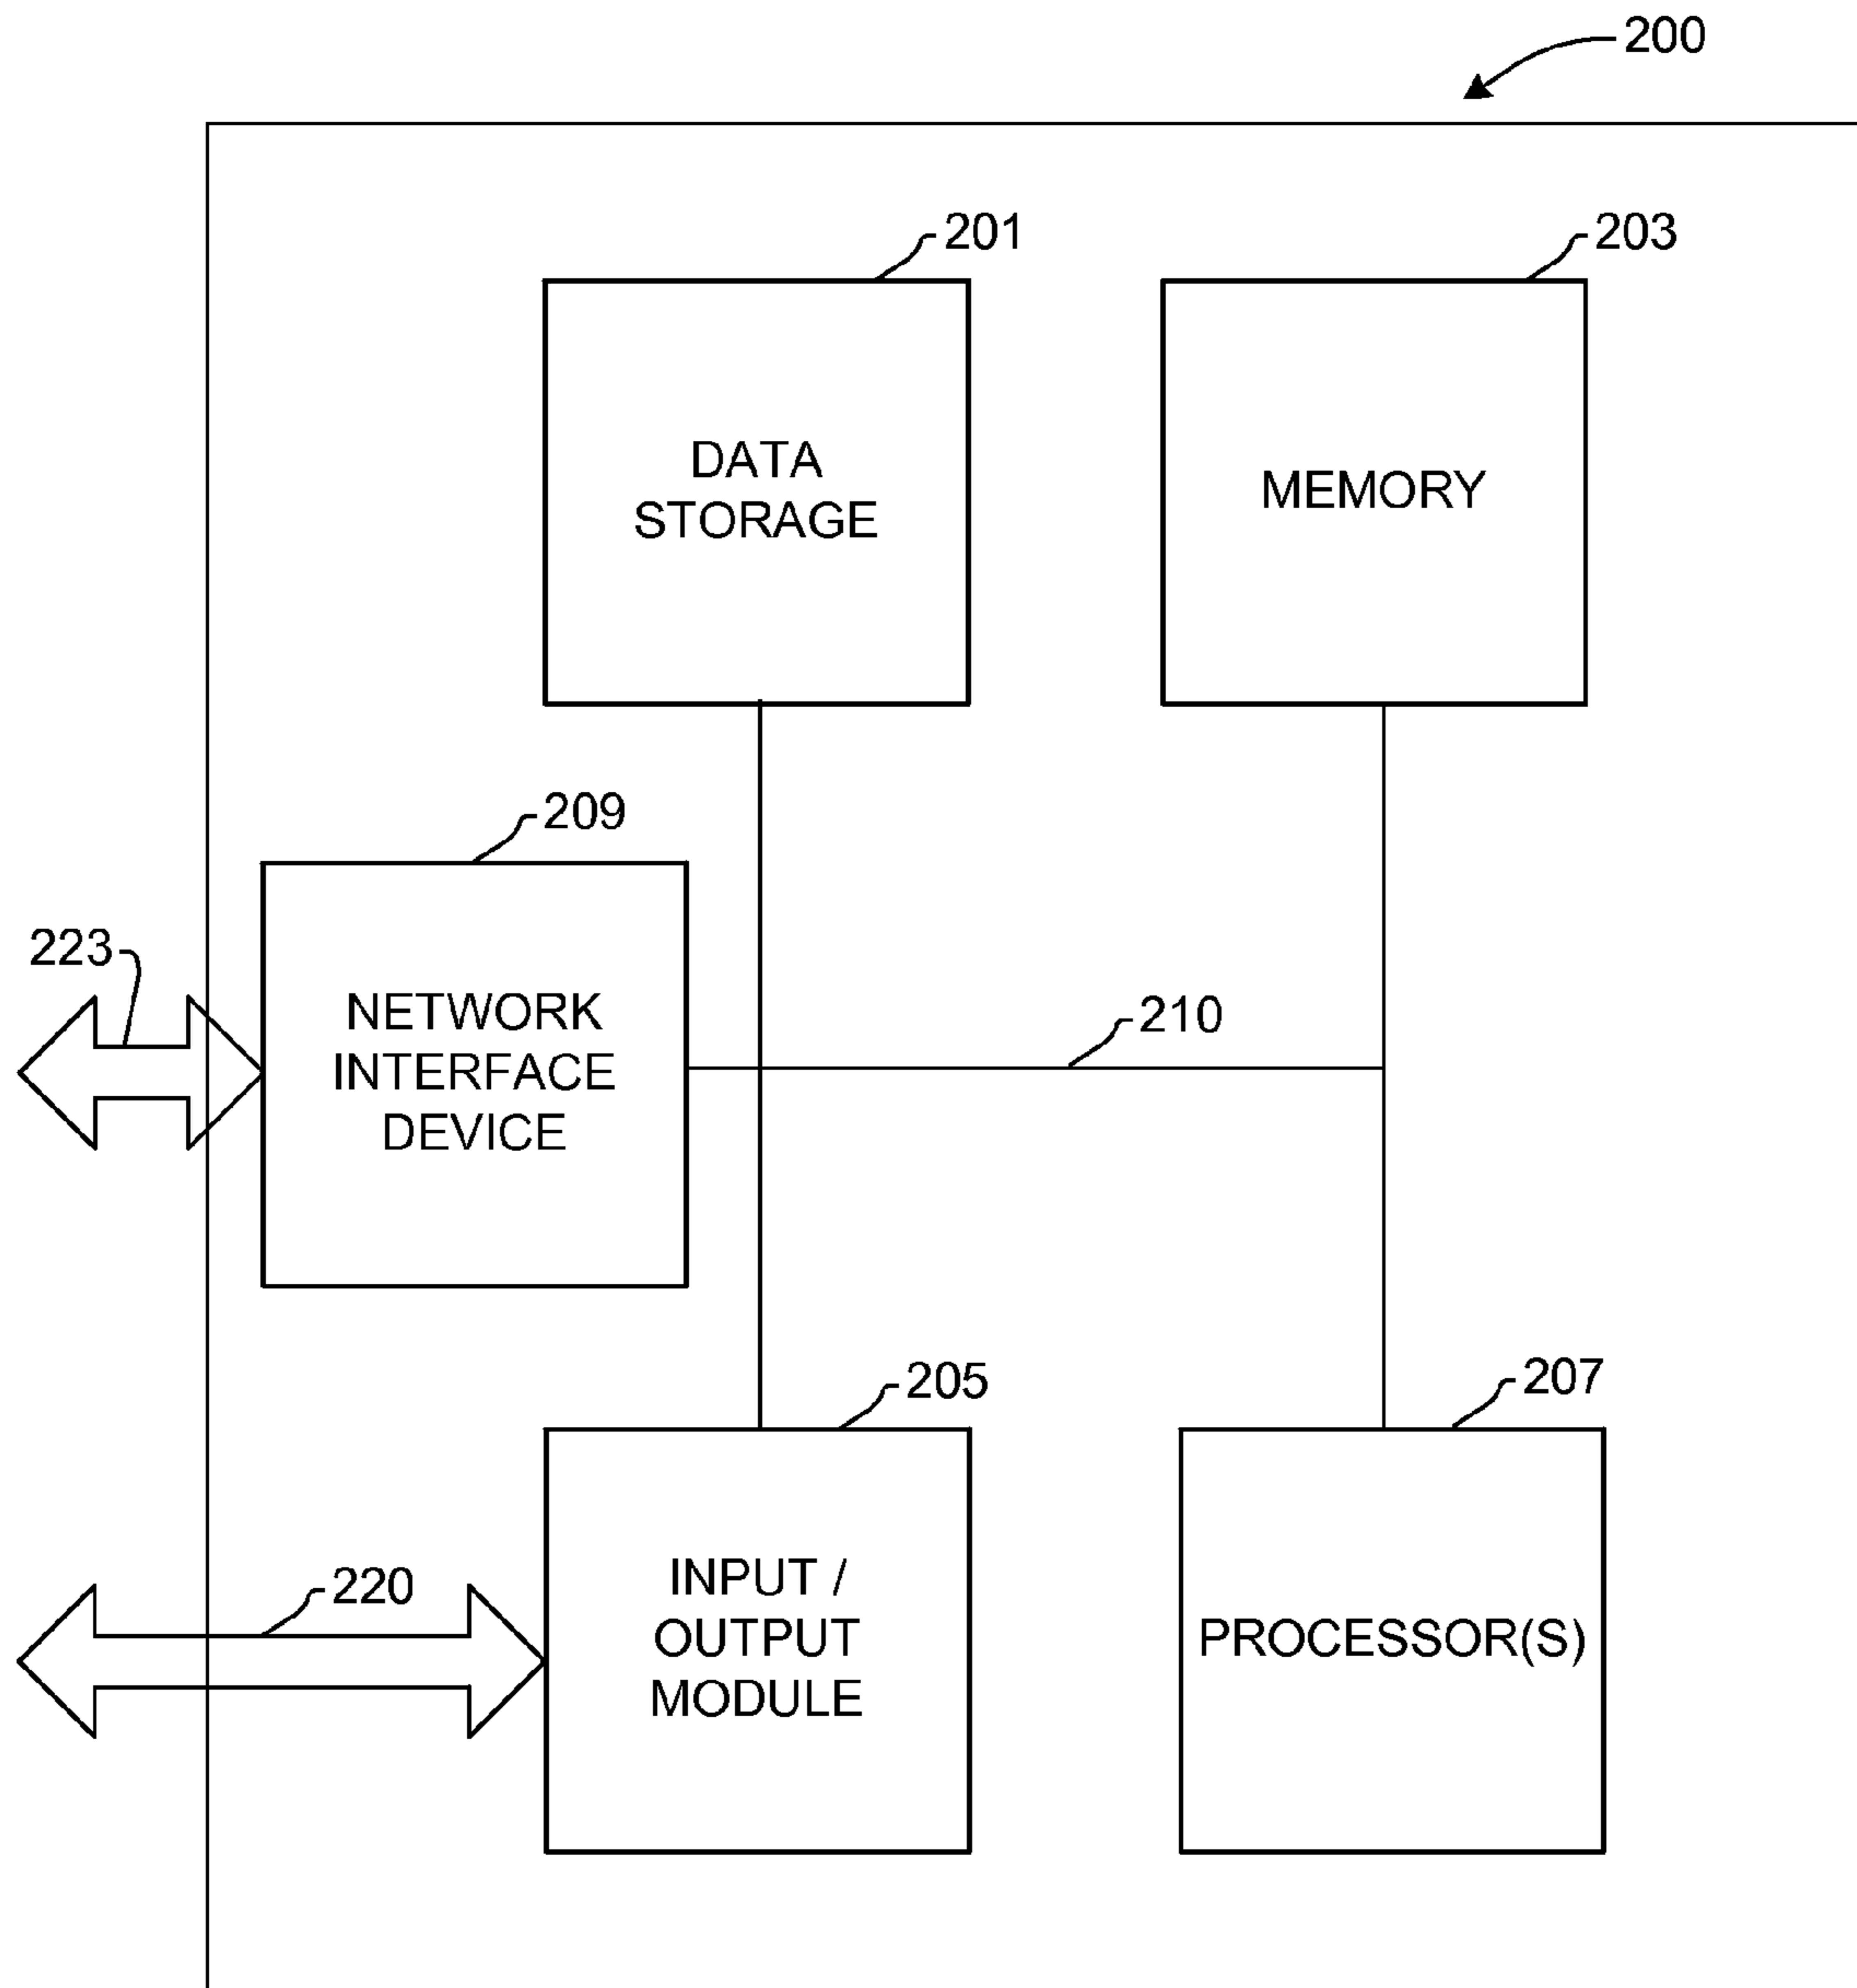 200
201
203
DATA
STORAGE
MEMORY
209
223
NETWORK
INTERFACE
DEVICE
210
205
207
220
INPUT /
OUTPUT
MODULE
PROCESSOR(S)